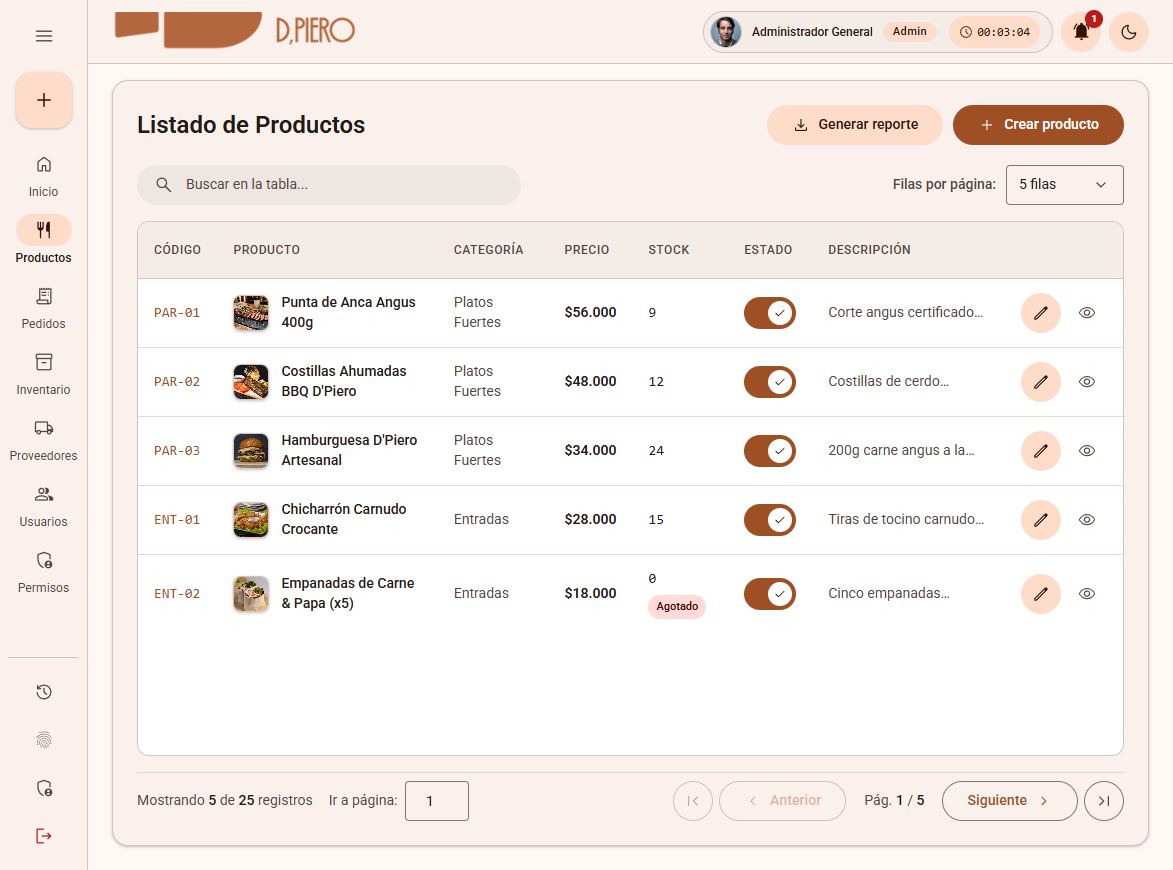 D,PIERO
Administrador General Admin 00:03:04
1
Listado de Productos
Generar reporte
Crear producto
Inicio
Productos
Pedidos
Inventario
Proveedores
Usuarios
Permisos
Buscar en la tabla...
Filas por página: 5 filas
CÓDIGO PRODUCTO CATEGORÍA PRECIO STOCK ESTADO DESCRIPCIÓN
PAR-01 Punta de Anca Angus 400g Platos Fuertes $56.000 9 Corte angus certificado...
PAR-02 Costillas Ahumadas BBQ D'Piero Platos Fuertes $48.000 12 Costillas de cerdo...
PAR-03 Hamburguesa D'Piero Artesanal Platos Fuertes $34.000 24 200g carne angus a la...
ENT-01 Chicharrón Carnudo Crocante Entradas $28.000 15 Tiras de tocino carnudo...
ENT-02 Empanadas de Carne & Papa (x5) Entradas $18.000 0 Agotado Cinco empanadas...
Mostrando 5 de 25 registros Ir a página: 1
Anterior Pág. 1 / 5 Siguiente